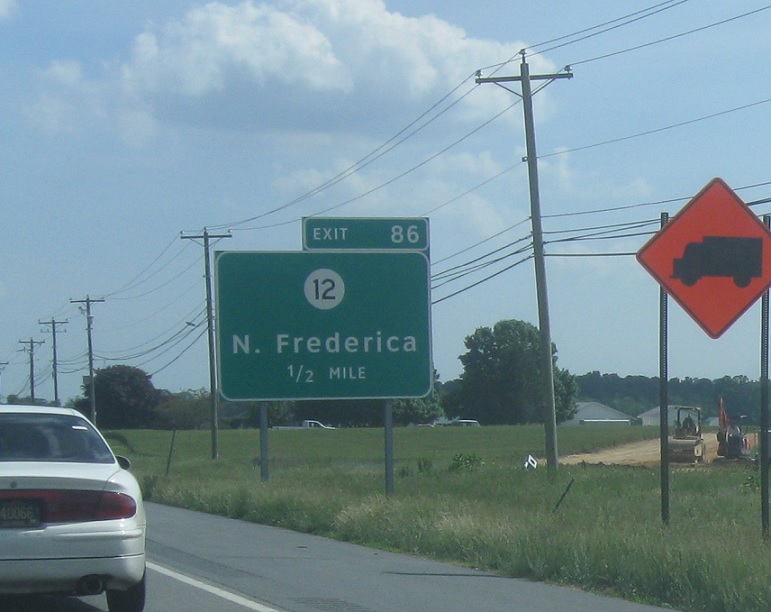 EXIT 86
12
N. Frederica
1/2 MILE